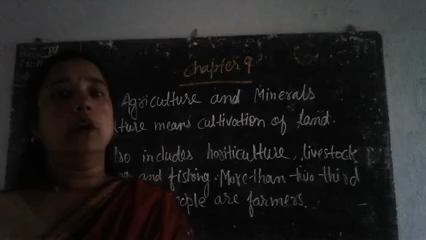 Chapter 9
Agriculture and Minerals
ture means cultivation of land.
lso includes horiticulture, livestock
and fishing. More than two third
ople are farmers.